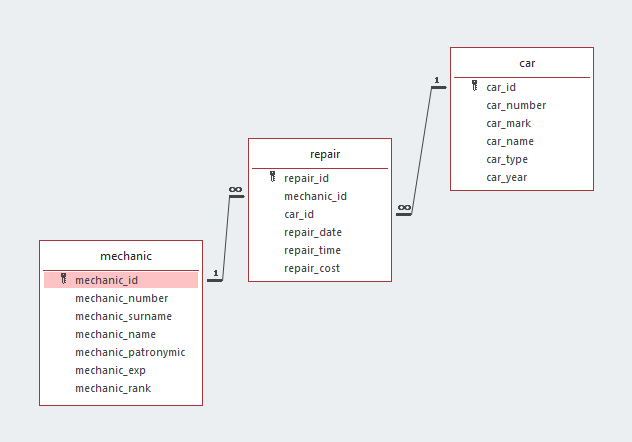 car
1
car_id
car_number
car_mark
car_name
car_type
car_year
repair
repair_id
mechanic_id
car_id
repair_date
repair_time
repair_cost
∞
∞
mechanic
1
mechanic_id
mechanic_number
mechanic_surname
mechanic_name
mechanic_patronymic
mechanic_exp
mechanic_rank